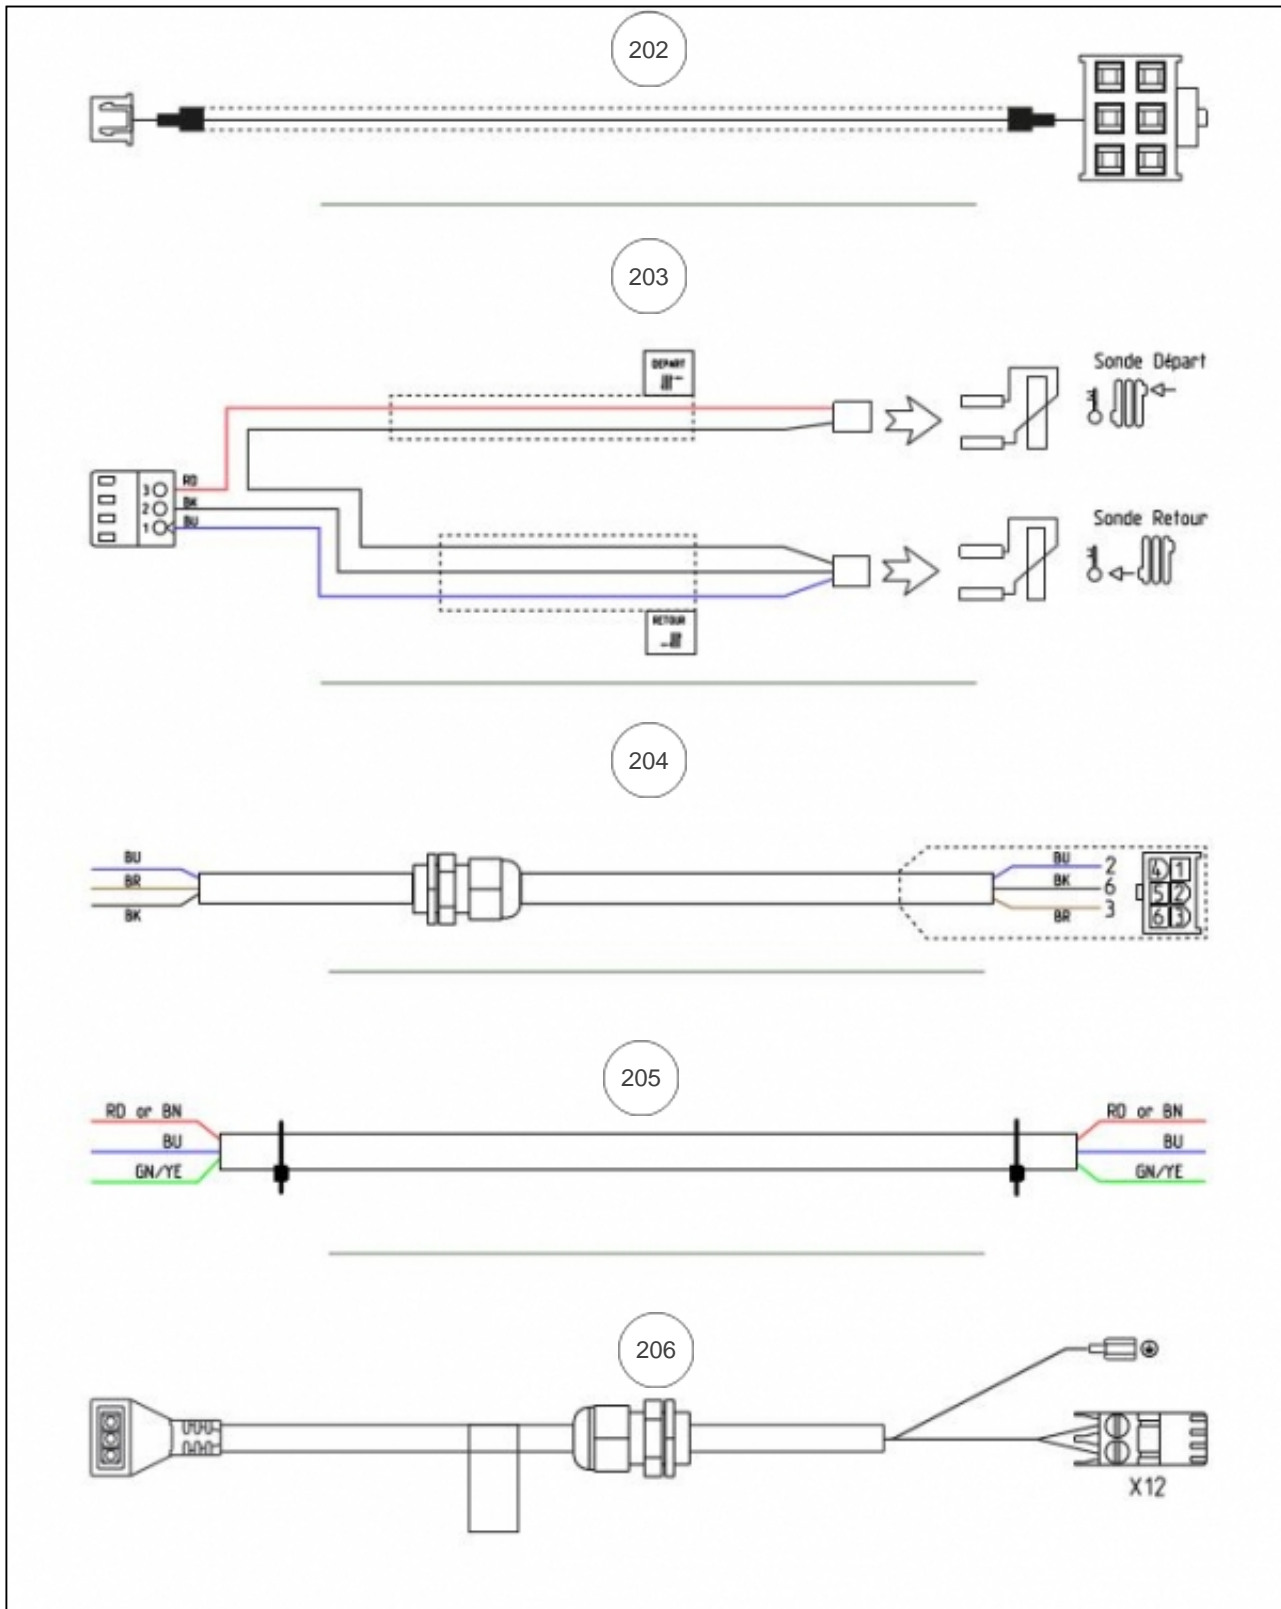 202
203
DEPART
Sonde Départ
RD
3
BK
2
BU
1
Sonde Retour
RETOUR
204
BU
BR
BK
BU 2
BK 6
BR 3
4 1
5 2
6 3
205
RD or BN
BU
GN/YE
RD or BN
BU
GN/YE
206
X12